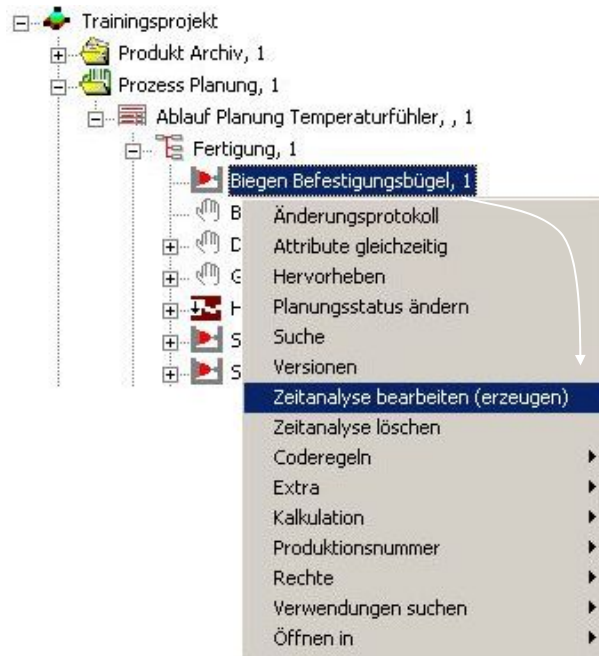 Trainingsprojekt
Produkt Archiv, 1
Prozess Planung, 1
Ablauf Planung Temperaturfühler, , 1
Fertigung, 1
Biegen Befestigungsbügel, 1
B
D
G
H
S
S
Änderungsprotokoll
Attribute gleichzeitig
Hervorheben
Planungsstatus ändern
Suche
Versionen
Zeitanalyse bearbeiten (erzeugen)
Zeitanalyse löschen
Coderegeln
Extra
Kalkulation
Produktionsnummer
Rechte
Verwendungen suchen
Öffnen in